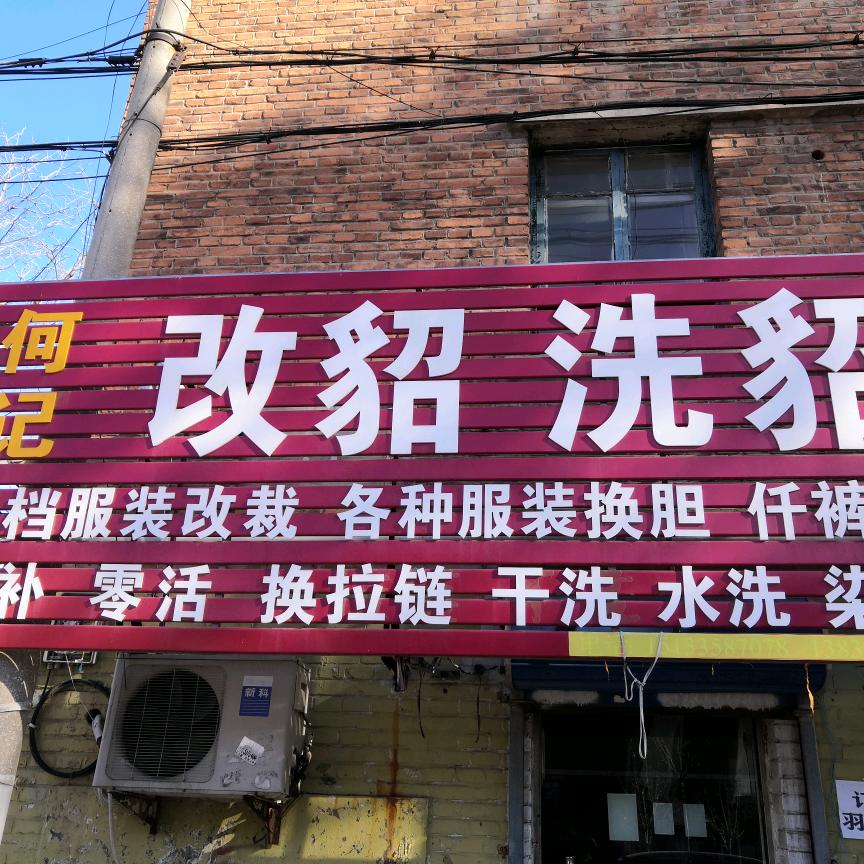 何记
改貂 洗貂
档服装改裁 各种服装换胆 仟裤
补 零活 换拉链 干洗 水洗 染
新科